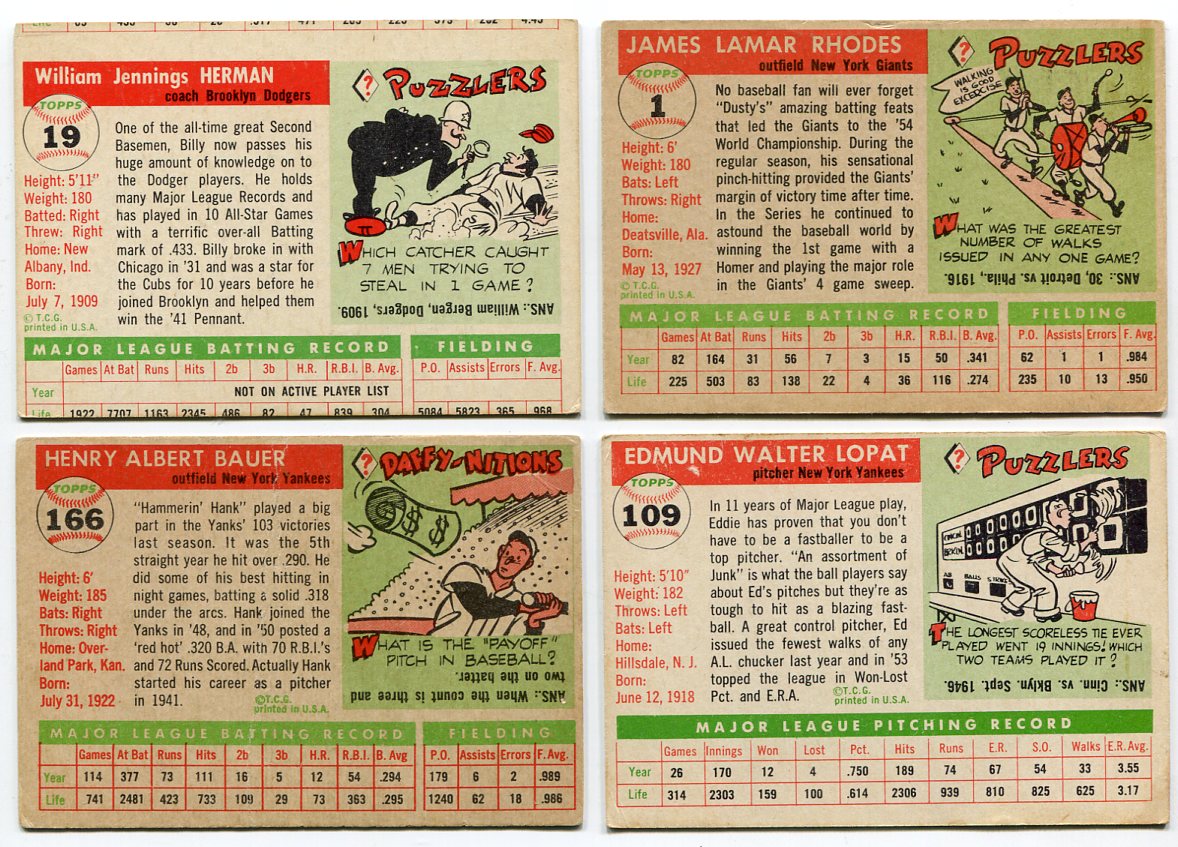 William Jennings HERMAN
coach Brooklyn Dodgers
TOPPS
19
Height: 5'11"
Weight: 180
Batted: Right
Threw: Right
Home: New
Albany, Ind.
Born:
July 7, 1909
© T.C.G.
printed in U.S.A.
One of the all-time great Second
Basemen, Billy now passes his
huge amount of knowledge on to
the Dodger players. He holds
many Major League Records and
has played in 10 All-Star Games
with a terrific over-all Batting
mark of .433. Billy broke in with
Chicago in '31 and was a star for
the Cubs for 10 years before he
joined Brooklyn and helped them
win the '41 Pennant.
? PUZZLERS
WHICH CATCHER CAUGHT
7 MEN TRYING TO
STEAL IN 1 GAME?
ANS.: William Bergen, Dodgers, 1909.
MAJOR LEAGUE BATTING RECORD FIELDING
Games At Bat Runs Hits 2b 3b H.R. R.B.I. B. Avg. P.O. Assists Errors F. Avg.
Year NOT ON ACTIVE PLAYER LIST
Life 1922 7707 1163 2345 486 82 47 839 .304 5084 5823 365 .968
JAMES LAMAR RHODES
outfield New York Giants
TOPPS
1
Height: 6'
Weight: 180
Bats: Left
Throws: Right
Home:
Deatsville, Ala.
Born:
May 13, 1927
© T.C.G.
printed in U.S.A.
No baseball fan will ever forget
"Dusty's" amazing batting feats
that led the Giants to the '54
World Championship. During the
regular season, his sensational
pinch-hitting provided the Giants'
margin of victory time after time.
In the Series he continued to
astound the baseball world by
winning the 1st game with a
Homer and playing the major role
in the Giants' 4 game sweep.
? PUZZLERS
WALKING
IS GOOD
EXCERCISE
WHAT WAS THE GREATEST
NUMBER OF WALKS
ISSUED IN ANY ONE GAME?
ANS.: 30, Detroit vs. Phila., 1916.
MAJOR LEAGUE BATTING RECORD FIELDING
Games At Bat Runs Hits 2b 3b H.R. R.B.I. B. Avg. P.O. Assists Errors F. Avg.
Year 82 164 31 56 7 3 15 50 .341 62 1 1 .984
Life 225 503 83 138 22 4 36 116 .274 235 10 13 .950
HENRY ALBERT BAUER
outfield New York Yankees
TOPPS
166
Height: 6'
Weight: 185
Bats: Right
Throws: Right
Home: Over-
land Park, Kan.
Born:
July 31, 1922
"Hammerin' Hank" played a big
part in the Yanks' 103 victories
last season. It was the 5th
straight year he hit over .290. He
did some of his best hitting in
night games, batting a solid .318
under the arcs. Hank joined the
Yanks in '48, and in '50 posted a
'red hot' .320 B.A. with 70 R.B.I.'s
and 72 Runs Scored. Actually Hank
started his career as a pitcher
in 1941.
© T.C.G.
printed in U.S.A.
? DAFFY-NITIONS
$ $
WHAT IS THE "PAYOFF"
PITCH IN BASEBALL?
ANS.: When the count is three and
two on the batter.
MAJOR LEAGUE BATTING RECORD FIELDING
Games At Bat Runs Hits 2b 3b H.R. R.B.I. B. Avg P.O. Assists Errors F. Avg.
Year 114 377 73 111 16 5 12 54 .294 179 6 2 .989
Life 741 2481 423 733 109 29 73 363 .295 1240 62 18 .986
EDMUND WALTER LOPAT
pitcher New York Yankees
TOPPS
109
Height: 5'10"
Weight: 182
Throws: Left
Bats: Left
Home:
Hillsdale, N. J.
Born:
June 12, 1918
In 11 years of Major League play,
Eddie has proven that you don't
have to be a fastballer to be a
top pitcher. "An assortment of
Junk" is what the ball players say
about Ed's pitches but they're as
tough to hit as a blazing fast-
ball. A great control pitcher, Ed
issued the fewest walks of any
A.L. chucker last year and in '53
topped the league in Won-Lost
Pct. and E.R.A.
© T.C.G.
printed in U.S.A.
? PUZZLERS
AB BALLS STRIKE
THE LONGEST SCORELESS TIE EVER
PLAYED WENT 19 INNINGS! WHICH
TWO TEAMS PLAYED IT?
ANS.: Cinn. vs. Bklyn. Sept. 1946.
MAJOR LEAGUE PITCHING RECORD
Games Innings Won Lost Pct. Hits Runs E.R. S.O. Walks E.R. Avg.
Year 26 170 12 4 .750 189 74 67 54 33 3.55
Life 314 2303 159 100 .614 2306 939 810 825 625 3.17